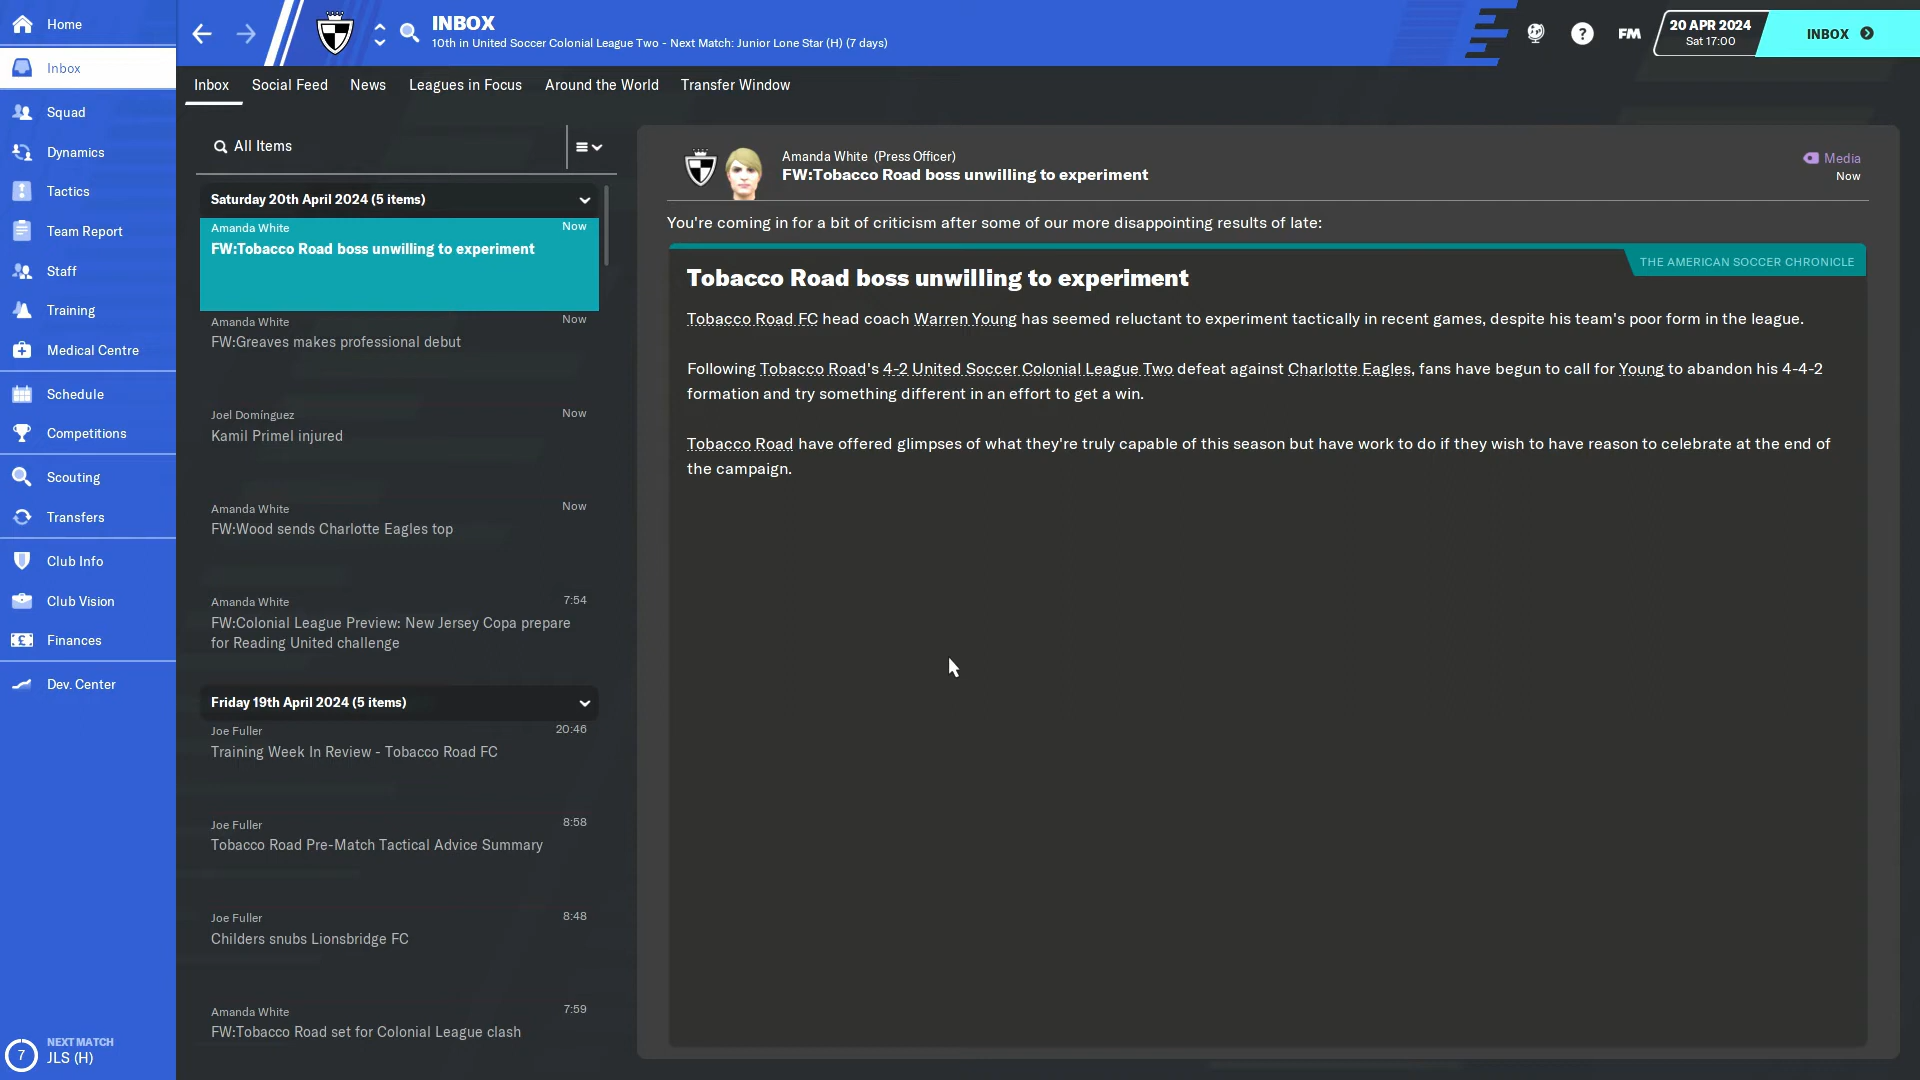 Home
Inbox
Squad
Dynamics
Tactics
Team Report
Staff
Training
Medical Centre
Schedule
Competitions
Scouting
Transfers
Club Info
Club Vision
Finances
Dev. Center
7
NEXT MATCH
JLS (H)
INBOX
10th in United Soccer Colonial League Two - Next Match: Junior Lone Star (H) (7 days)
?
FM
20 APR 2024
Sat 17:00
INBOX
Inbox
Social Feed
News
Leagues in Focus
Around the World
Transfer Window
All Items
Saturday 20th April 2024 (5 items)
Amanda White
Now
FW:Tobacco Road boss unwilling to experiment
Amanda White
Now
FW:Greaves makes professional debut
Joel Domínguez
Now
Kamil Primel injured
Amanda White
Now
FW:Wood sends Charlotte Eagles top
Amanda White
7:54
FW:Colonial League Preview: New Jersey Copa prepare
for Reading United challenge
Friday 19th April 2024 (5 items)
Joe Fuller
20:46
Training Week In Review - Tobacco Road FC
Joe Fuller
8:58
Tobacco Road Pre-Match Tactical Advice Summary
Joe Fuller
8:48
Childers snubs Lionsbridge FC
Amanda White
7:59
FW:Tobacco Road set for Colonial League clash
Amanda White (Press Officer)
FW:Tobacco Road boss unwilling to experiment
Media
Now
You're coming in for a bit of criticism after some of our more disappointing results of late:
THE AMERICAN SOCCER CHRONICLE
Tobacco Road boss unwilling to experiment
Tobacco Road FC head coach Warren Young has seemed reluctant to experiment tactically in recent games, despite his team's poor form in the league.
Following Tobacco Road's 4-2 United Soccer Colonial League Two defeat against Charlotte Eagles, fans have begun to call for Young to abandon his 4-4-2
formation and try something different in an effort to get a win.
Tobacco Road have offered glimpses of what they're truly capable of this season but have work to do if they wish to have reason to celebrate at the end of
the campaign.